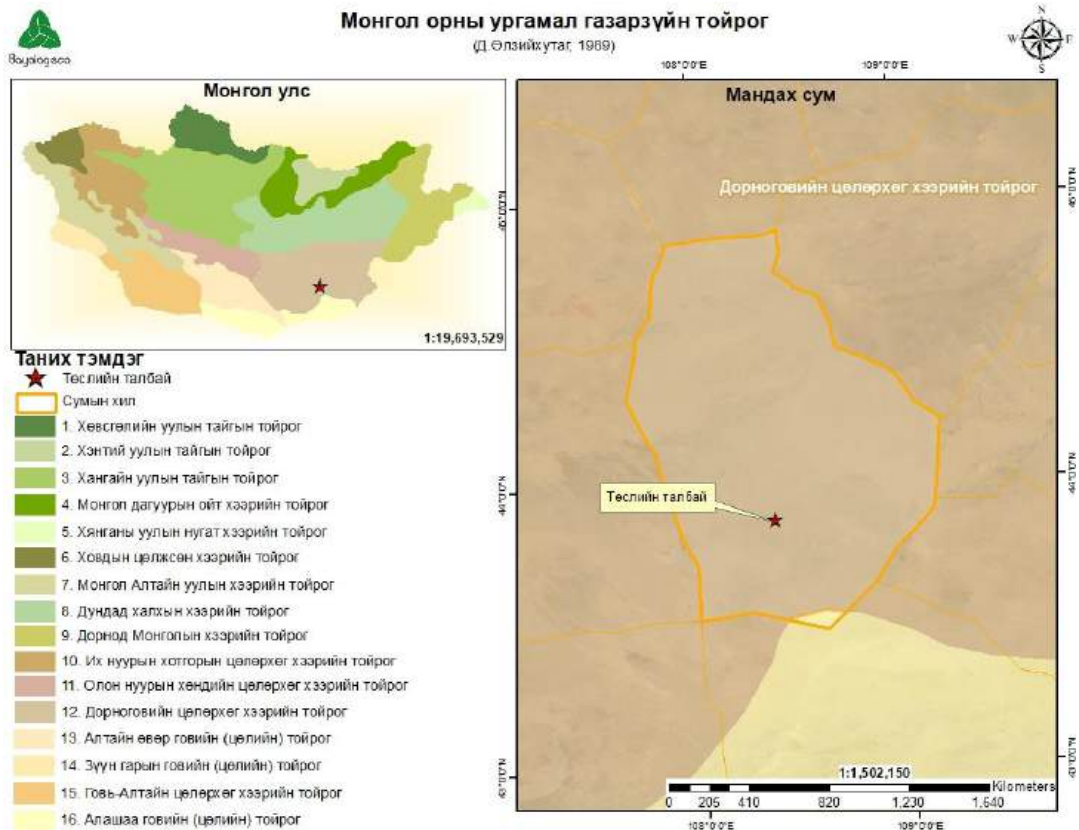 Монгол орны ургамал газарзүйн тойрог
(Д.Өлзийхутаг, 1989)
Bayalageco
N
W E
S
Монгол улс
1:19,693,529
Таних тэмдэг
Төслийн талбай
Сумын хил
1. Хөвсгөлийн уулын тайгын тойрог
2. Хэнтий уулын тайгын тойрог
3. Хангайн уулын тайгын тойрог
4. Монгол дагуурын ойт хээрийн тойрог
5. Хянганы уулын нугат хээрийн тойрог
6. Ховдын цөлжсөн хээрийн тойрог
7. Монгол Алтайн уулын хээрийн тойрог
8. Дундад халхын хээрийн тойрог
9. Дорнод Монголын хээрийн тойрог
10. Их нуурын хотгорын цөлөрхөг хээрийн тойрог
11. Олон нуурын хөндийн цөлөрхөг хээрийн тойрог
12. Дорноговийн цөлөрхөг хээрийн тойрог
13. Алтайн өвөр говийн (цөлийн) тойрог
14. Зүүн гарын говийн (цөлийн) тойрог
15. Говь-Алтайн цөлөрхөг хээрийн тойрог
16. Алашаа говийн (цөлийн) тойрог
108°0'0"E 109°0'0"E
Мандах сум
Дорноговийн цөлөрхөг хээрийн тойрог
Төслийн талбай
44°0'0"N 44°0'0"N
43°0'0"N 43°0'0"N
1:1,502,150
Kilometers
0 205 410 820 1,230 1,640
108°0'0"E 109°0'0"E